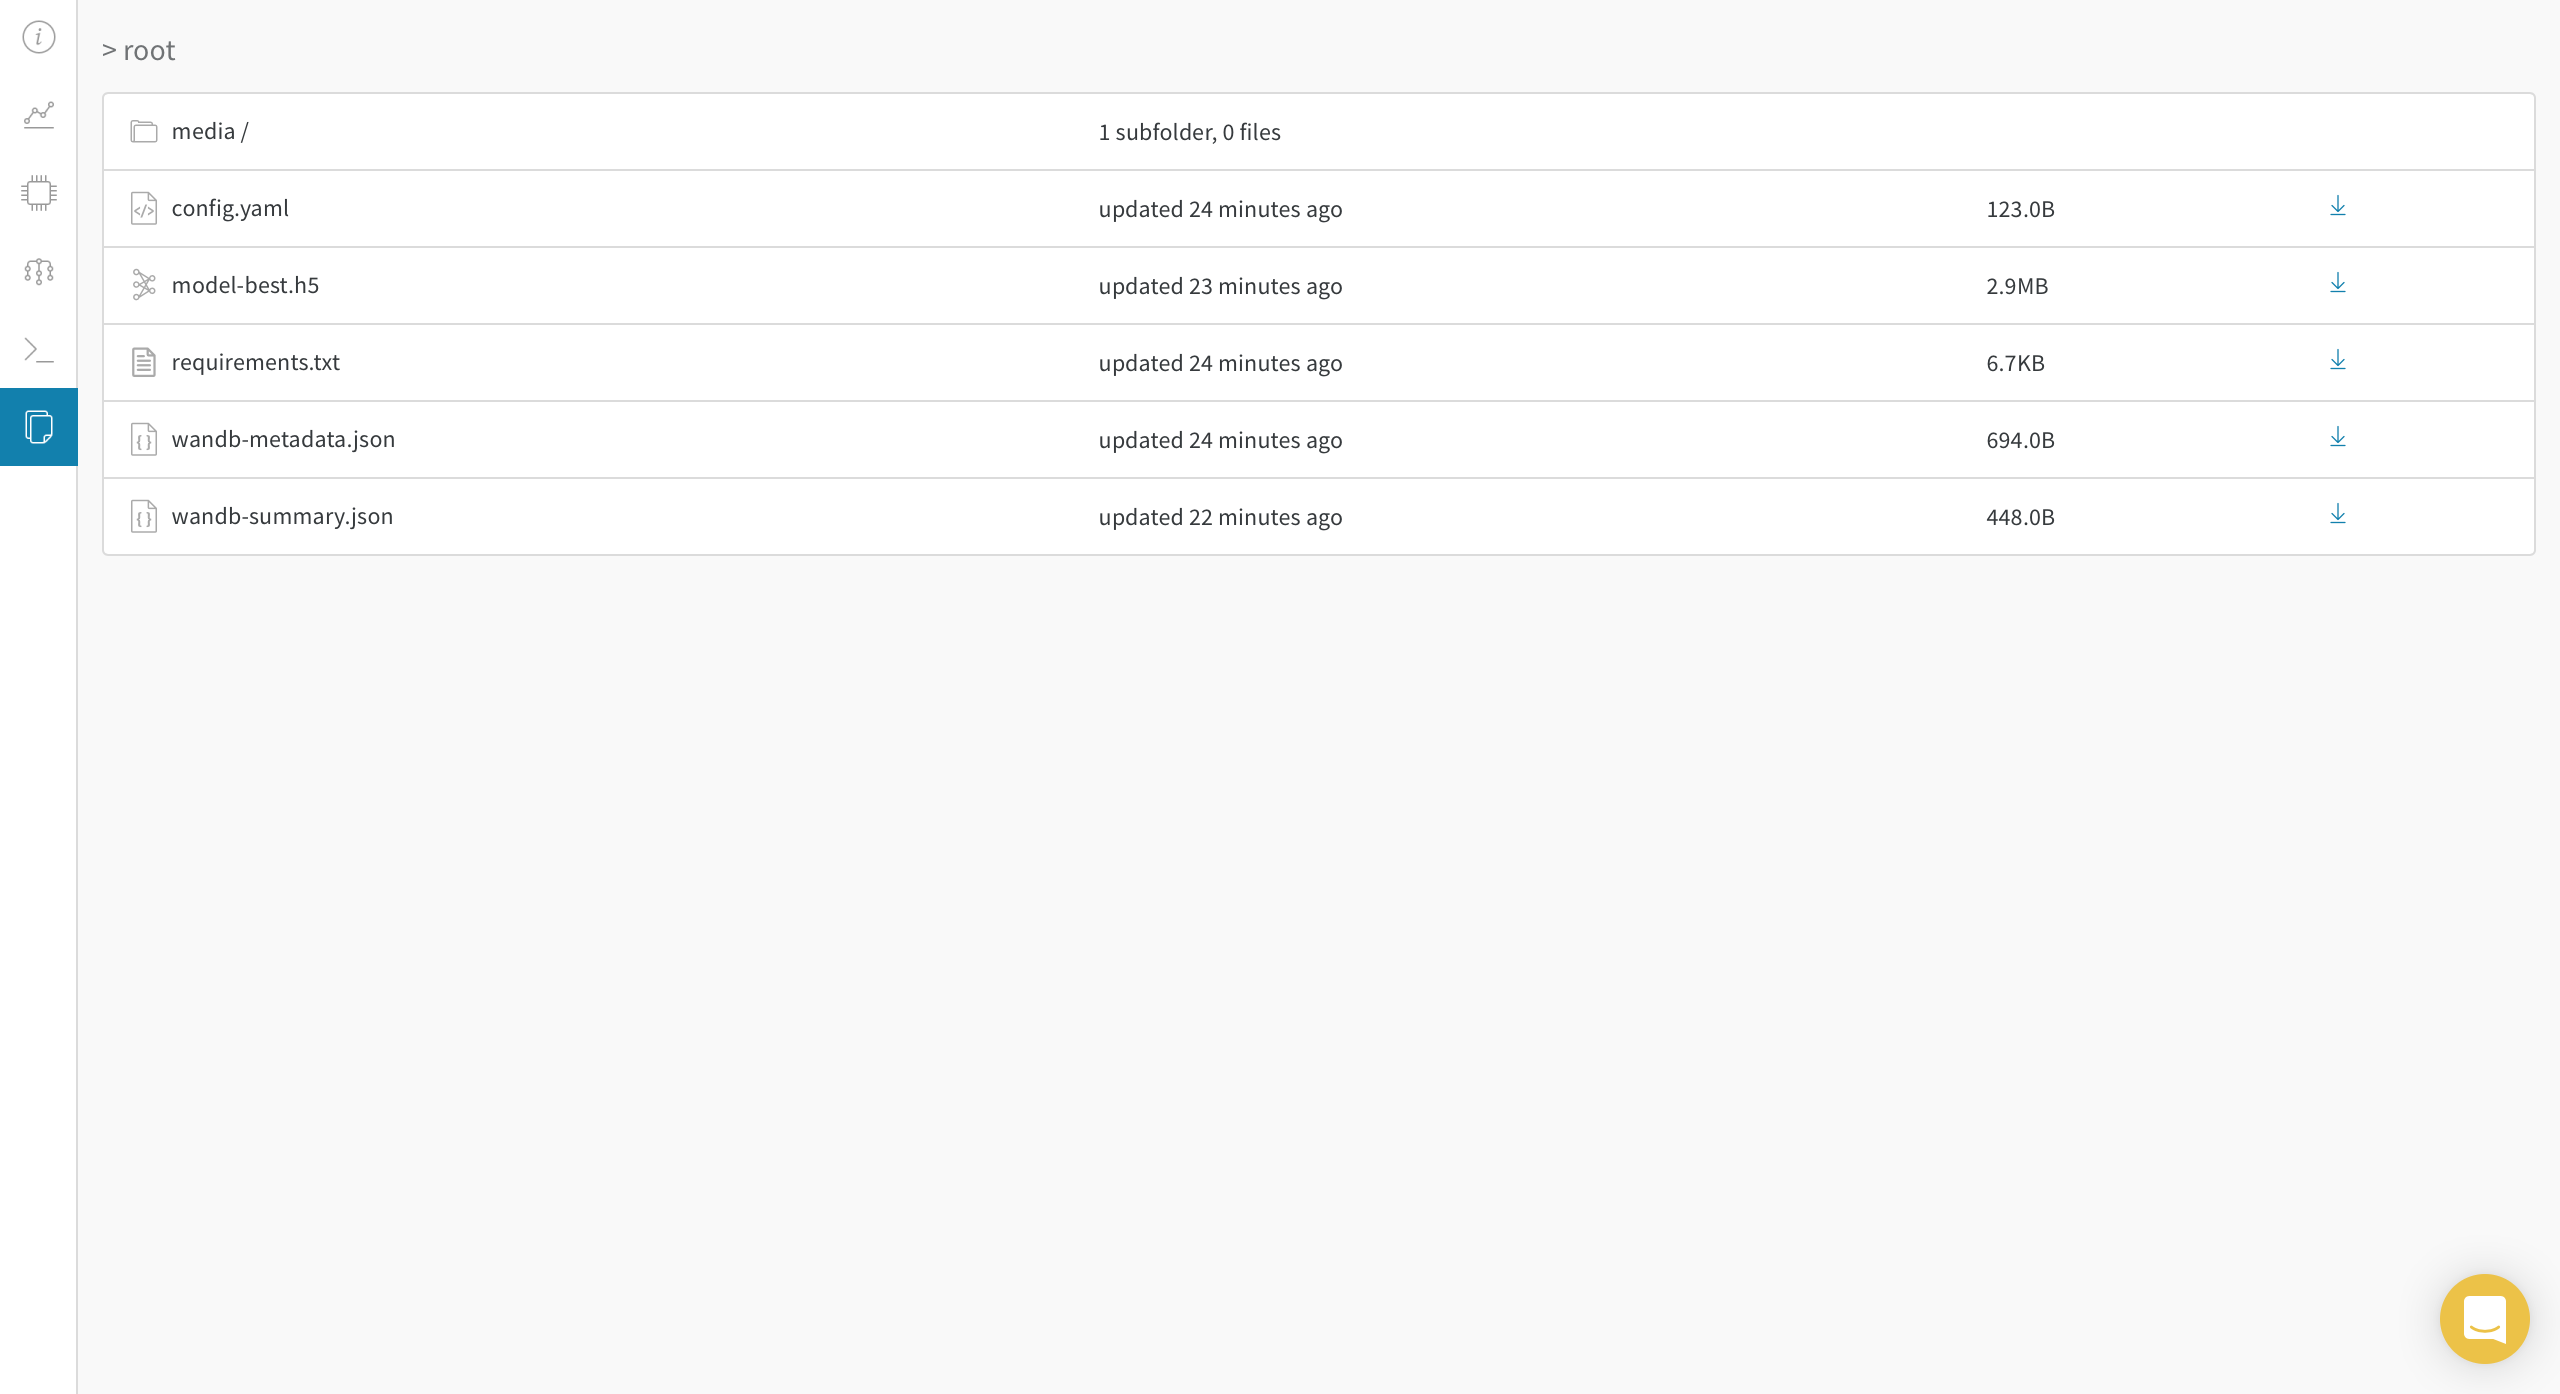 > root
media / 1 subfolder, 0 files
config.yaml updated 24 minutes ago 123.0B
model-best.h5 updated 23 minutes ago 2.9MB
requirements.txt updated 24 minutes ago 6.7KB
wandb-metadata.json updated 24 minutes ago 694.0B
wandb-summary.json updated 22 minutes ago 448.0B